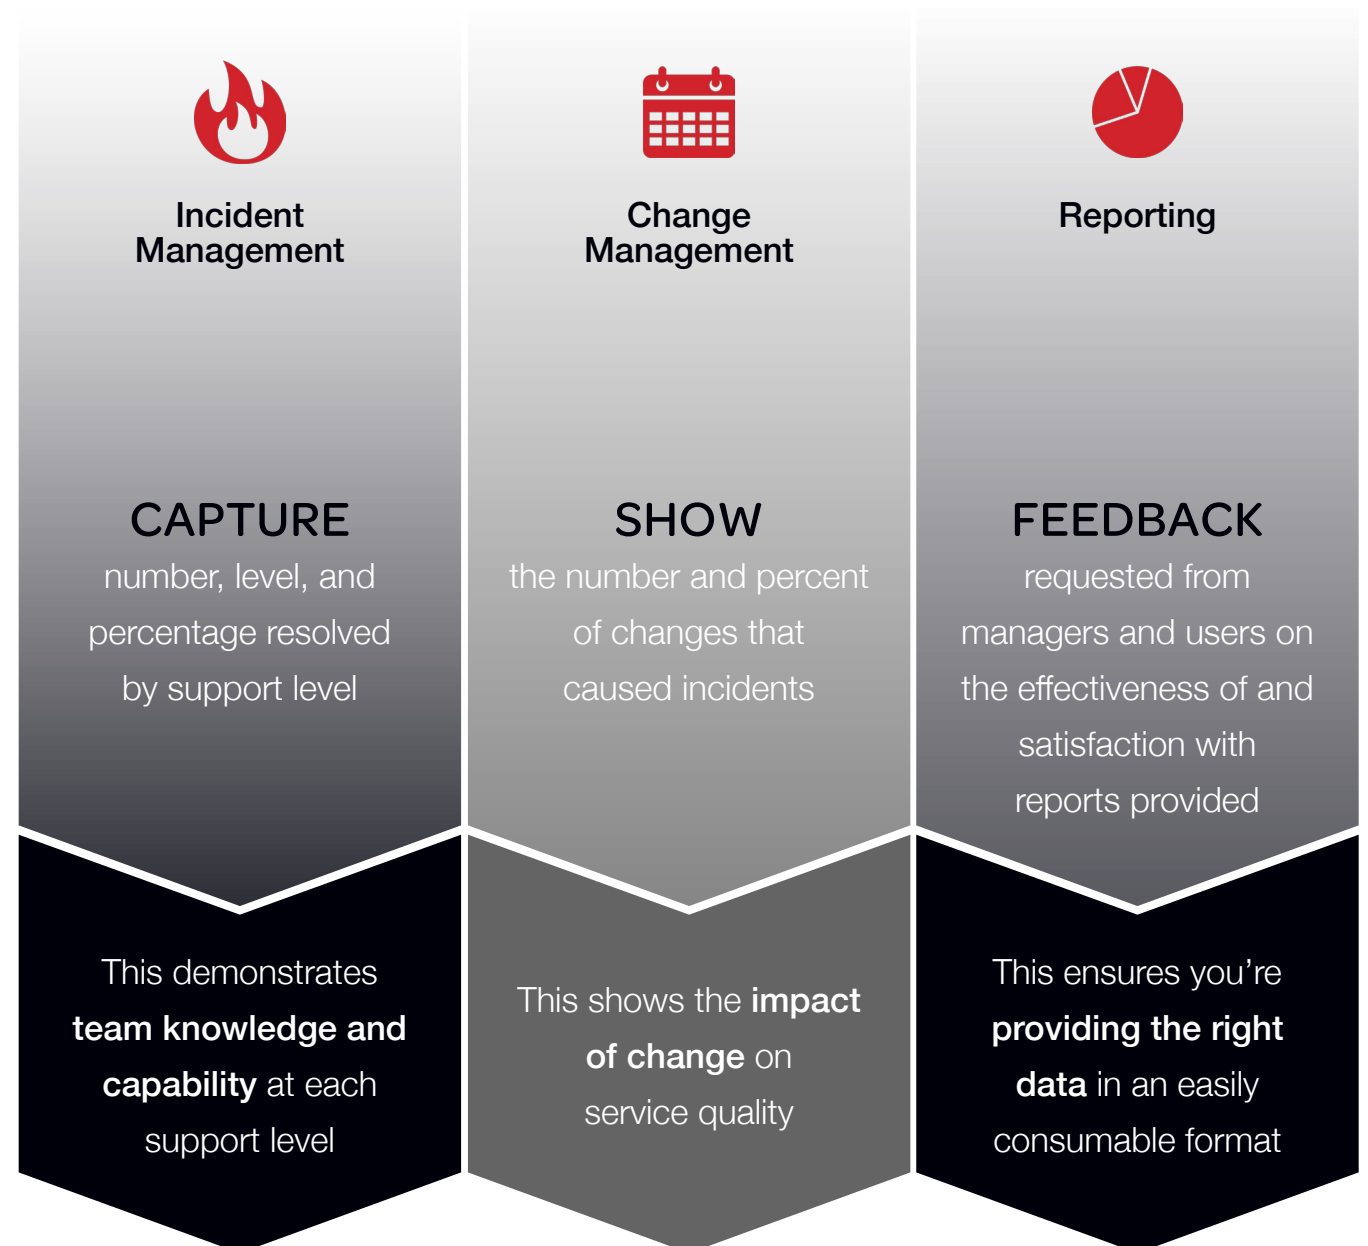 Incident
Management
CAPTURE
number, level, and
percentage resolved
by support level
This demonstrates
team knowledge and
capability at each
support level
Change
Management
SHOW
the number and percent
of changes that
caused incidents
This shows the impact
of change on
service quality
Reporting
FEEDBACK
requested from
managers and users on
the effectiveness of and
satisfaction with
reports provided
This ensures you’re
providing the right
data in an easily
consumable format